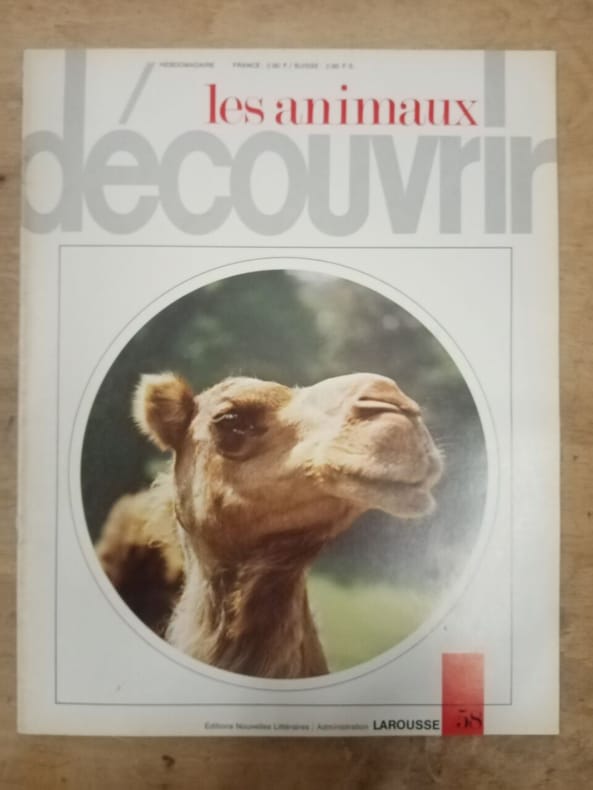 HEBDOMADAIRE FRANCE : 2.90 F / SUISSE : 2.90 F S.
les animaux
découvrir
Editions Nouvelles Littéraires / Administration LAROUSSE
58